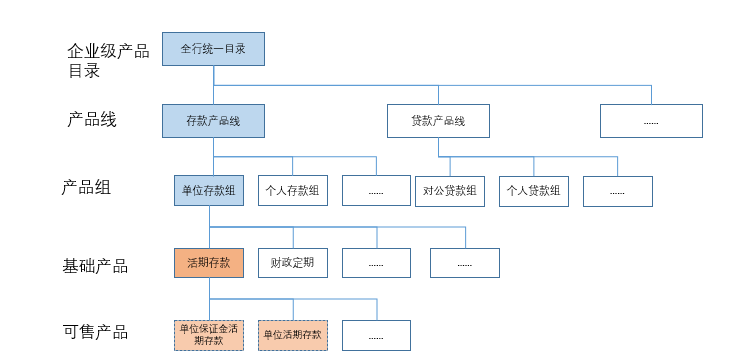 企业级产品
目录
全行统一目录
产品线
存款产品线
贷款产品线
......
产品组
单位存款组
个人存款组
......
对公贷款组
个人贷款组
......
基础产品
活期存款
财政定期
......
......
可售产品
单位保证金活
期存款
单位活期存款
......